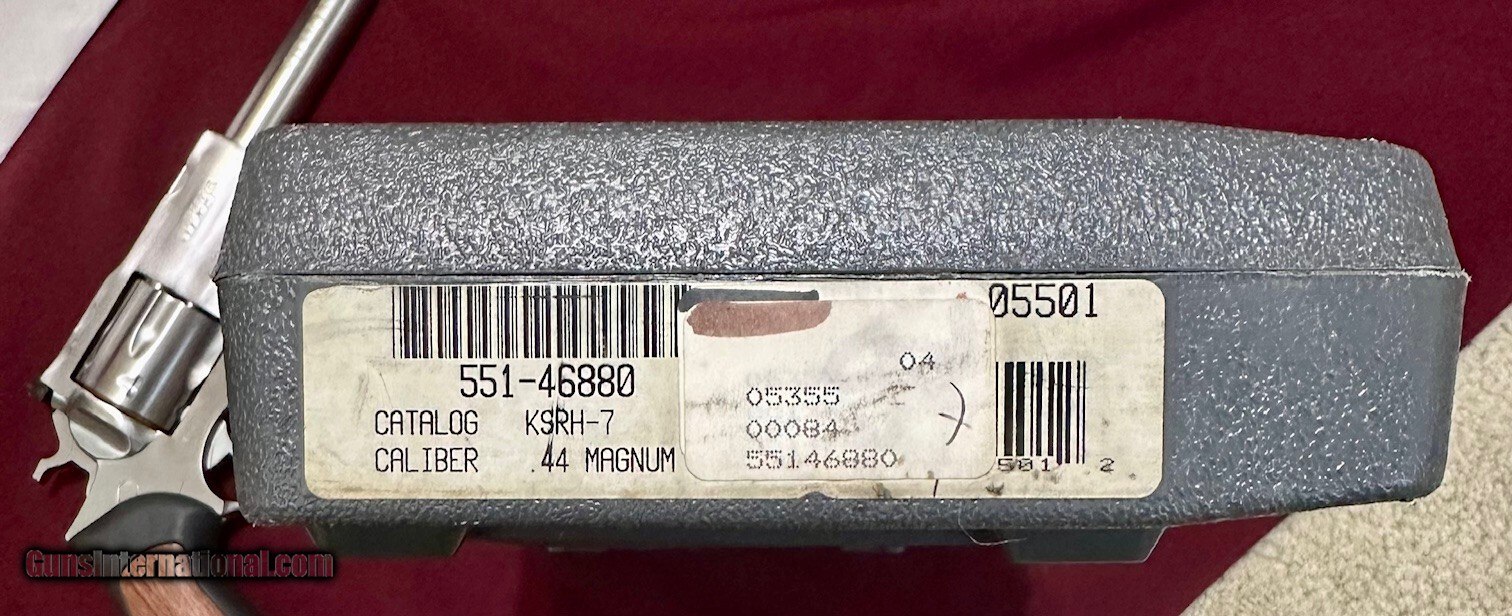 05501
551-46880
CATALOG KSRH-7
CALIBER .44 MAGNUM
04
05355
00084
55146880
501 2
GunsInternational.com